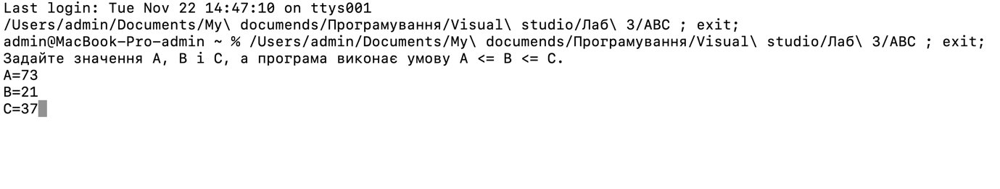 Last login: Tue Nov 22 14:47:10 on ttys001
/Users/admin/Documents/My\ documends/Програмування/Visual\ studio/Лаб\ 3/ABC ; exit;
admin@MacBook-Pro-admin ~ % /Users/admin/Documents/My\ documends/Програмування/Visual\ studio/Лаб\ 3/ABC ; exit;
Задайте значення A, B і C, а програма виконає умову A <= B <= C.
A=73
B=21
C=37